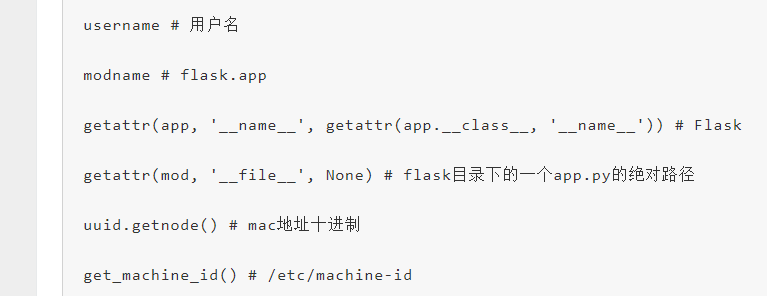 username # 用户名
modname # flask.app
getattr(app, '__name__', getattr(app.__class__, '__name__')) # Flask
getattr(mod, '__file__', None) # flask目录下的一个app.py的绝对路径
uuid.getnode() # mac地址十进制
get_machine_id() # /etc/machine-id